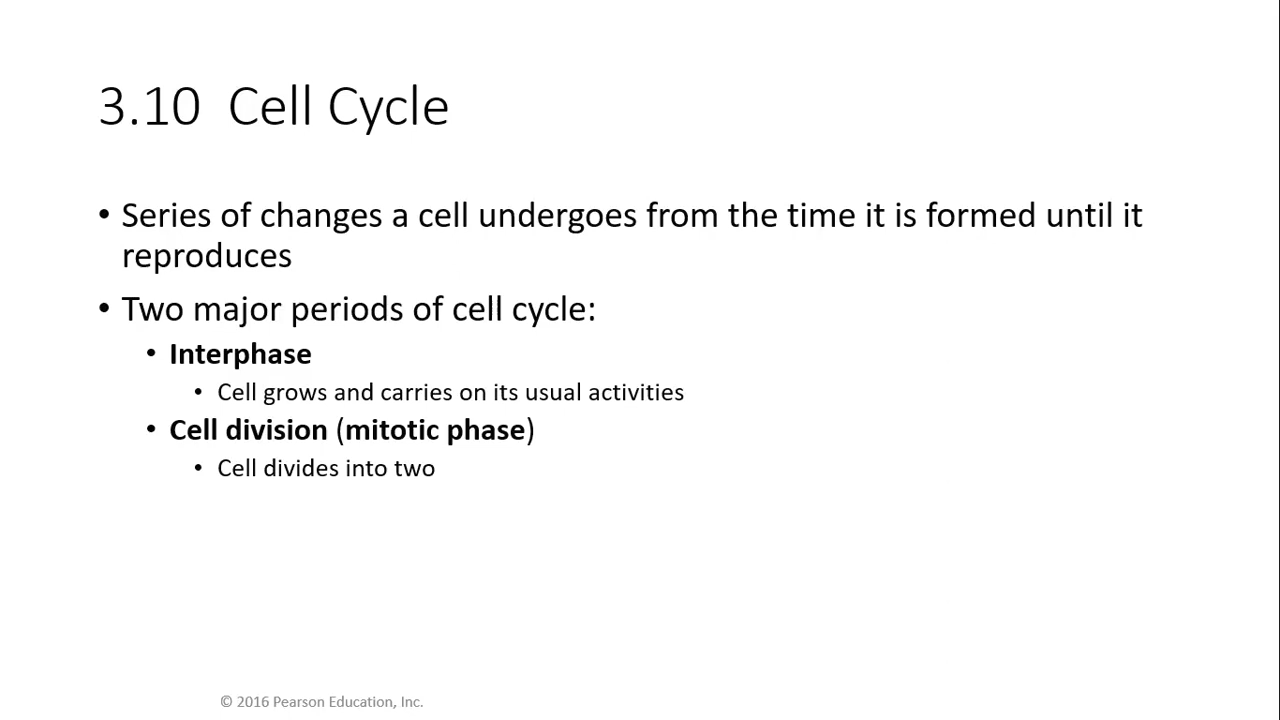 3.10 Cell Cycle
• Series of changes a cell undergoes from the time it is formed until it
reproduces
• Two major periods of cell cycle:
• Interphase
• Cell grows and carries on its usual activities
• Cell division (mitotic phase)
• Cell divides into two
© 2016 Pearson Education, Inc.